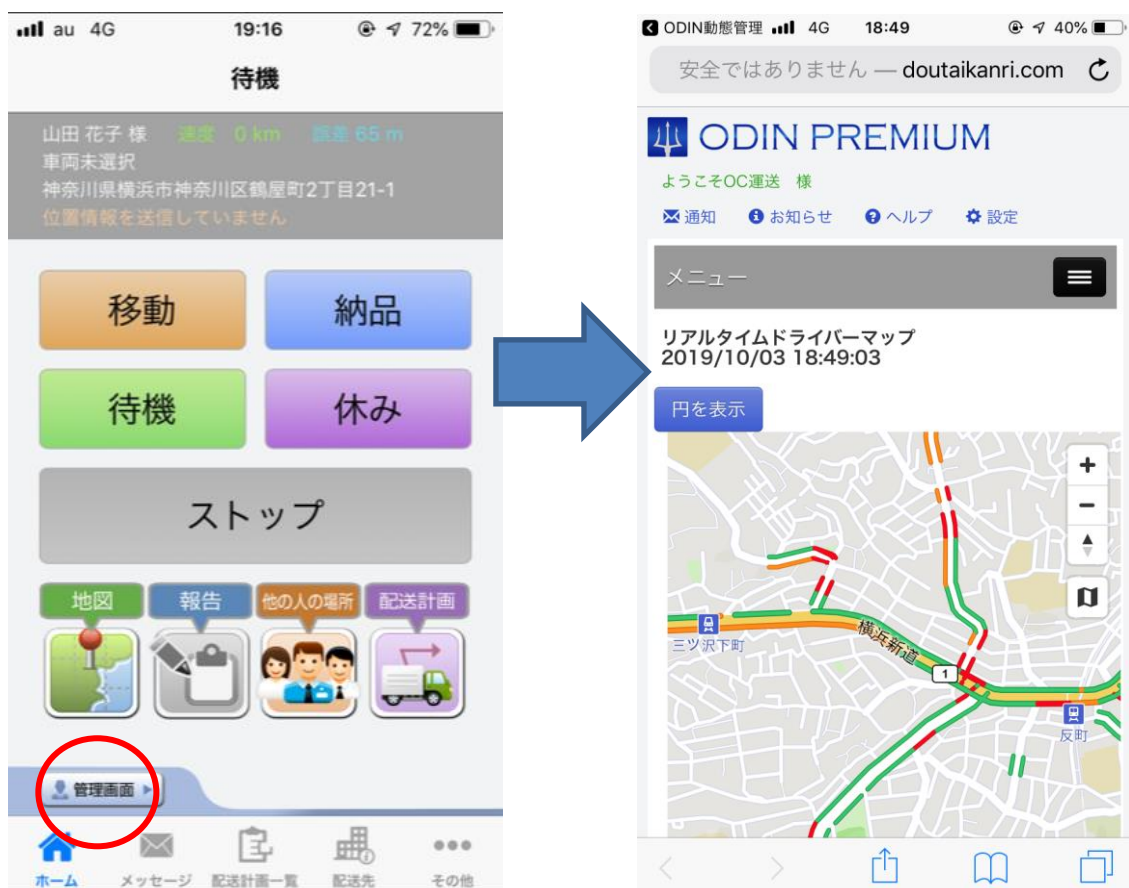 au 4G 19:16 72%
待機
山田 花子 様 速度 0 km 誤差 65 m
車両未選択
神奈川県横浜市神奈川区鶴屋町2丁目21-1
位置情報を送信していません
移動 納品
待機 休み
ストップ
地図 報告 他の人の場所 配送計画
管理画面
ホーム メッセージ 配送計画一覧 配送先 その他
ODIN動態管理 4G 18:49 40%
安全ではありません — doutaikanri.com
ODIN PREMIUM
ようこそOC運送 様
通知 お知らせ ヘルプ 設定
メニュー
リアルタイムドライバーマップ
2019/10/03 18:49:03
円を表示
三ツ沢下町
横浜新道
1
反町